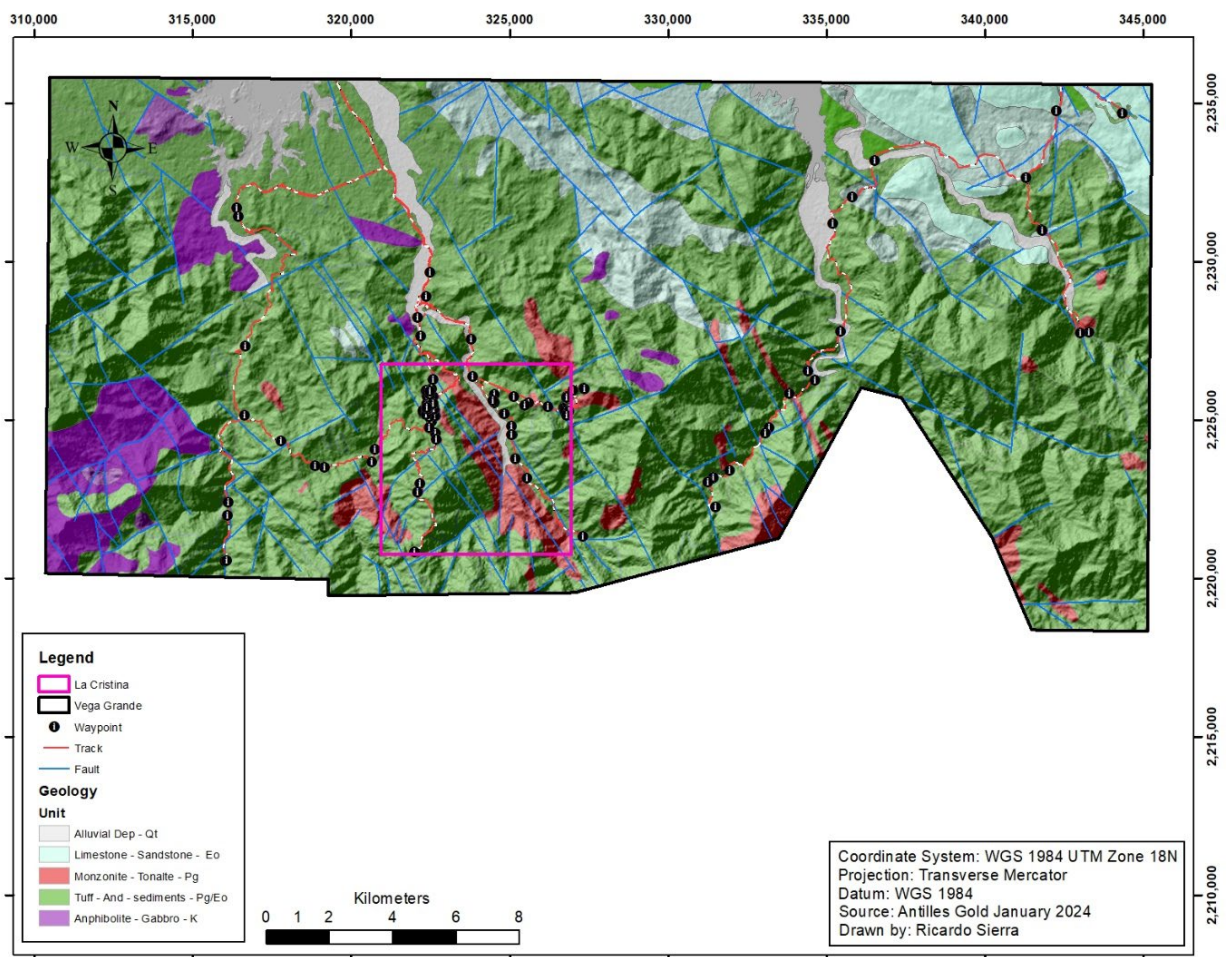 310,000 315,000 320,000 325,000 330,000 335,000 340,000 345,000
N
W E
S
2,235,000
2,230,000
2,225,000
2,220,000
2,215,000
2,210,000
Legend
La Cristina
Vega Grande
Waypoint
Track
Fault
Geology
Unit
Alluvial Dep - Qt
Limestone - Sandstone - Eo
Monzonite - Tonalte - Pg
Tuff - And - sediments - Pg/Eo
Anphibolite - Gabbro - K
Kilometers
0 1 2 4 6 8
Coordinate System: WGS 1984 UTM Zone 18N
Projection: Transverse Mercator
Datum: WGS 1984
Source: Antilles Gold January 2024
Drawn by: Ricardo Sierra